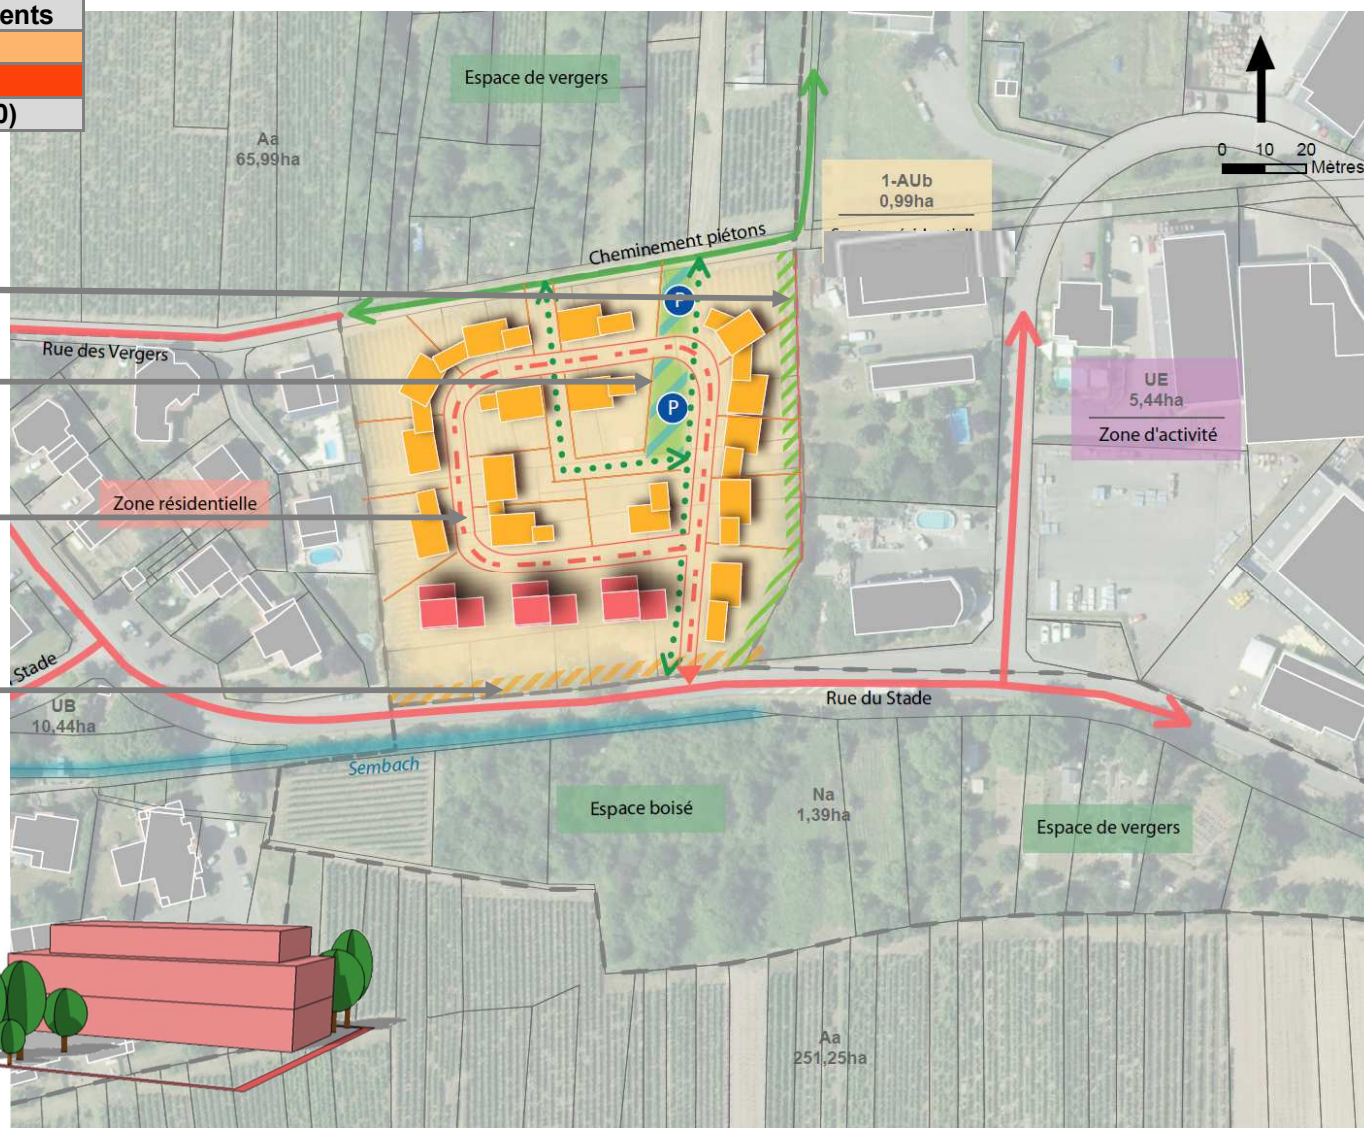 ents
0)
Espace de vergers
Aa
65,99ha
0 10 20
Mètres
1-AUb
0,99ha
Cheminement piétons
P
Rue des Vergers
UE
5,44ha
Zone d'activité
P
Zone résidentielle
Stade
UB
10,44ha
Rue du Stade
Sembach
Na
1,39ha
Espace boisé
Espace de vergers
Aa
251,25ha